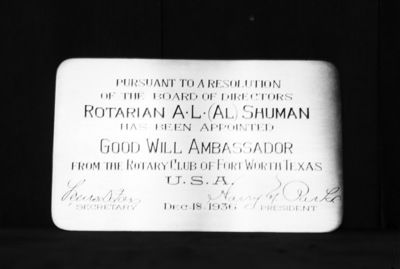 PURSUANT TO A RESOLUTION
OF THE BOARD OF DIRECTORS
ROTARIAN A·L·(AL) SHUMAN
HAS BEEN APPOINTED
GOOD WILL AMBASSADOR
FROM THE ROTARY CLUB OF FORT WORTH TEXAS
U.S.A.
SECRETARY DEC·18·1936 PRESIDENT